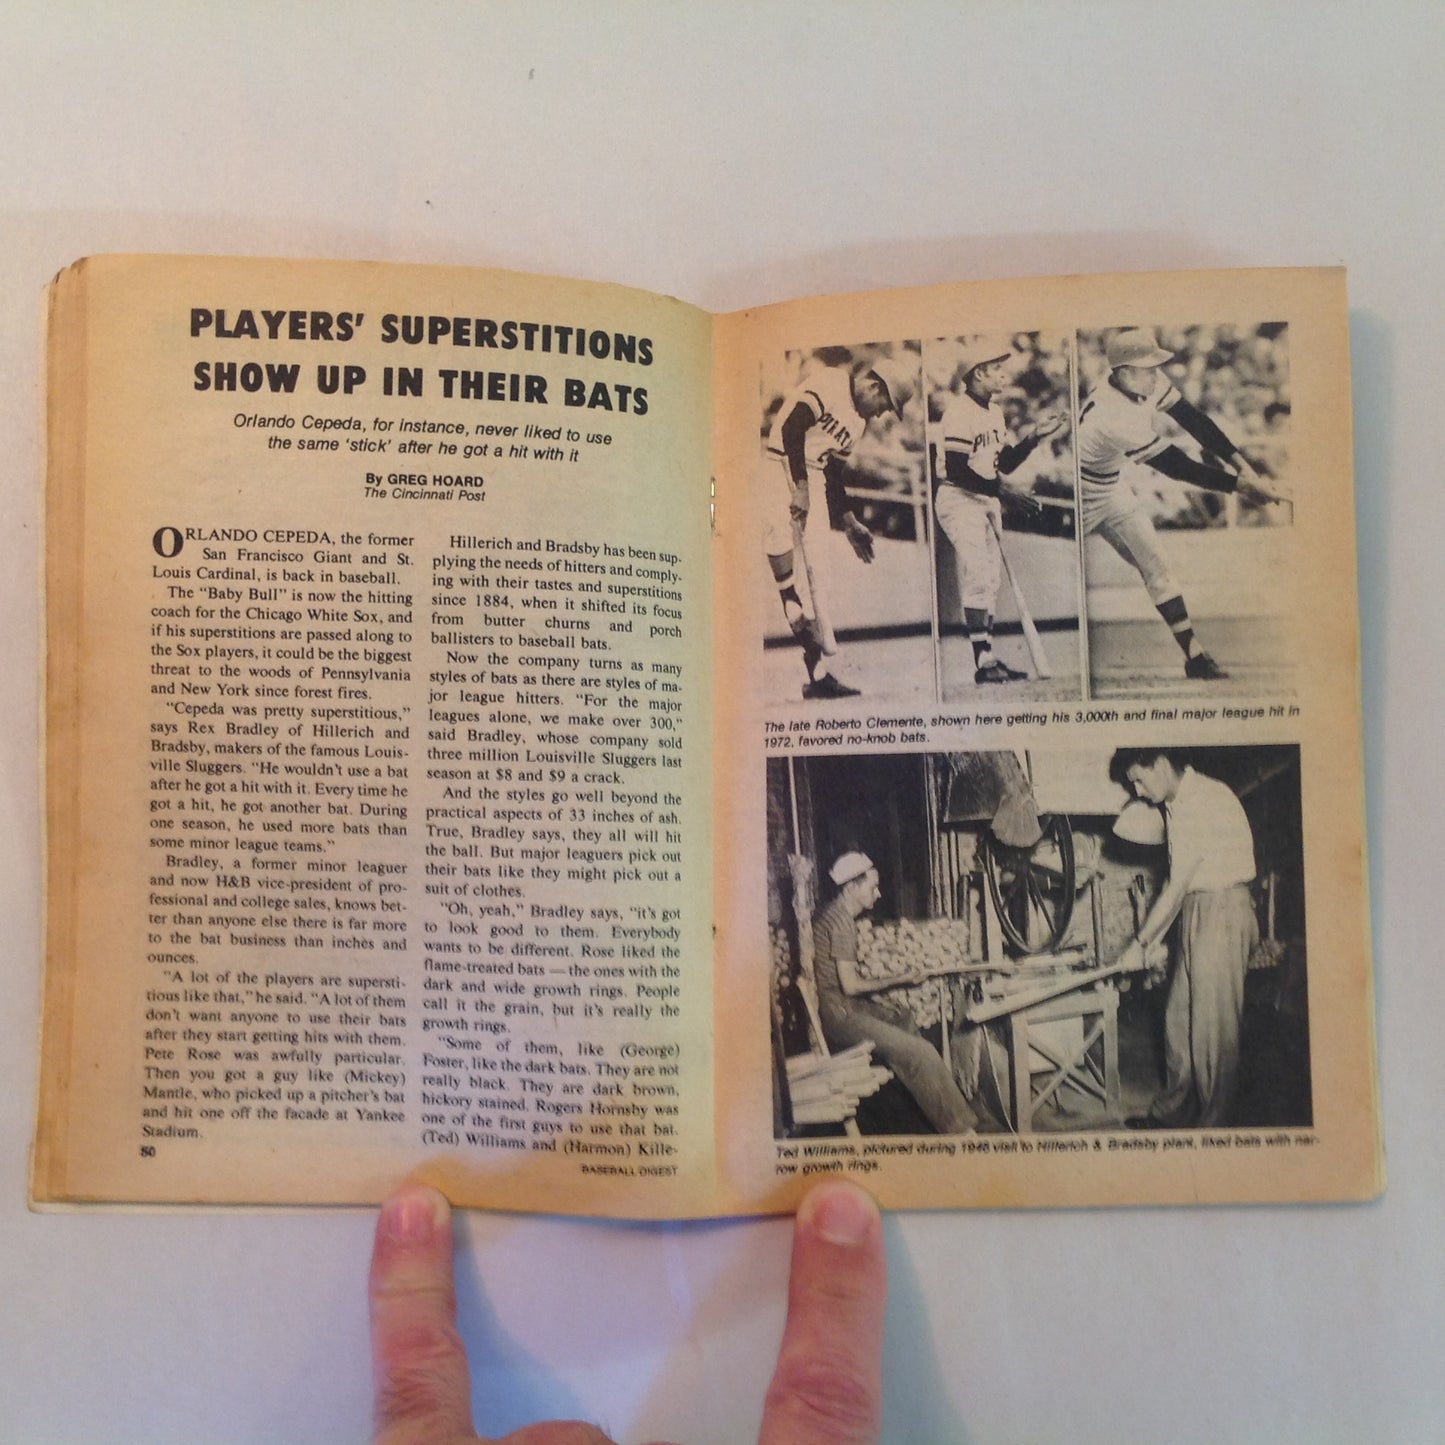 PLAYERS' SUPERSTITIONS
SHOW UP IN THEIR BATS
Orlando Cepeda, for instance, never liked to use
the same 'stick' after he got a hit with it
By GREG HOARD
The Cincinnati Post
ORLANDO CEPEDA, the former
San Francisco Giant and St.
Louis Cardinal, is back in baseball.
The "Baby Bull" is now the hitting
coach for the Chicago White Sox, and
if his superstitions are passed along to
the Sox players, it could be the biggest
threat to the woods of Pennsylvania
and New York since forest fires.
"Cepeda was pretty superstitious,"
says Rex Bradley of Hillerich and
Bradsby, makers of the famous Louis-
ville Sluggers. "He wouldn't use a bat
after he got a hit with it. Every time he
got a hit, he got another bat. During
one season, he used more bats than
some minor league teams."
Bradley, a former minor leaguer
and now H&B vice-president of pro-
fessional and college sales, knows bet-
ter than anyone else there is far more
to the bat business than inches and
ounces.
"A lot of the players are supersti-
tious like that," he said. "A lot of them
don't want anyone to use their bats
after they start getting hits with them.
Pete Rose was awfully particular.
Then you got a guy like (Mickey)
Mantle, who picked up a pitcher's bat
and hit one off the facade at Yankee
Stadium.
50
Hillerich and Bradsby has been sup-
plying the needs of hitters and comply-
ing with their tastes and superstitions
since 1884, when it shifted its focus
from butter churns and porch
ballisters to baseball bats.
Now the company turns as many
styles of bats as there are styles of ma-
jor league hitters. "For the major
leagues alone, we make over 300,"
said Bradley, whose company sold
three million Louisville Sluggers last
season at $8 and $9 a crack.
And the styles go well beyond the
practical aspects of 33 inches of ash.
True, Bradley says, they all will hit
the ball. But major leaguers pick out
their bats like they might pick out a
suit of clothes.
"Oh, yeah," Bradley says, "it's got
to look good to them. Everybody
wants to be different. Rose liked the
flame-treated bats — the ones with the
dark and wide growth rings. People
call it the grain, but it's really the
growth rings.
"Some of them, like (George)
Foster, like the dark bats. They are not
really black. They are dark brown,
hickory stained. Rogers Hornsby was
one of the first guys to use that bat.
(Ted) Williams and (Harmon) Kille-
BASEBALL DIGEST
PIRAT
PIT
The late Roberto Clemente, shown here getting his 3,000th and final major league hit in
1972, favored no-knob bats.
Ted Williams, pictured during 1946 visit to Hillerich & Bradsby plant, liked bats with nar-
row growth rings.